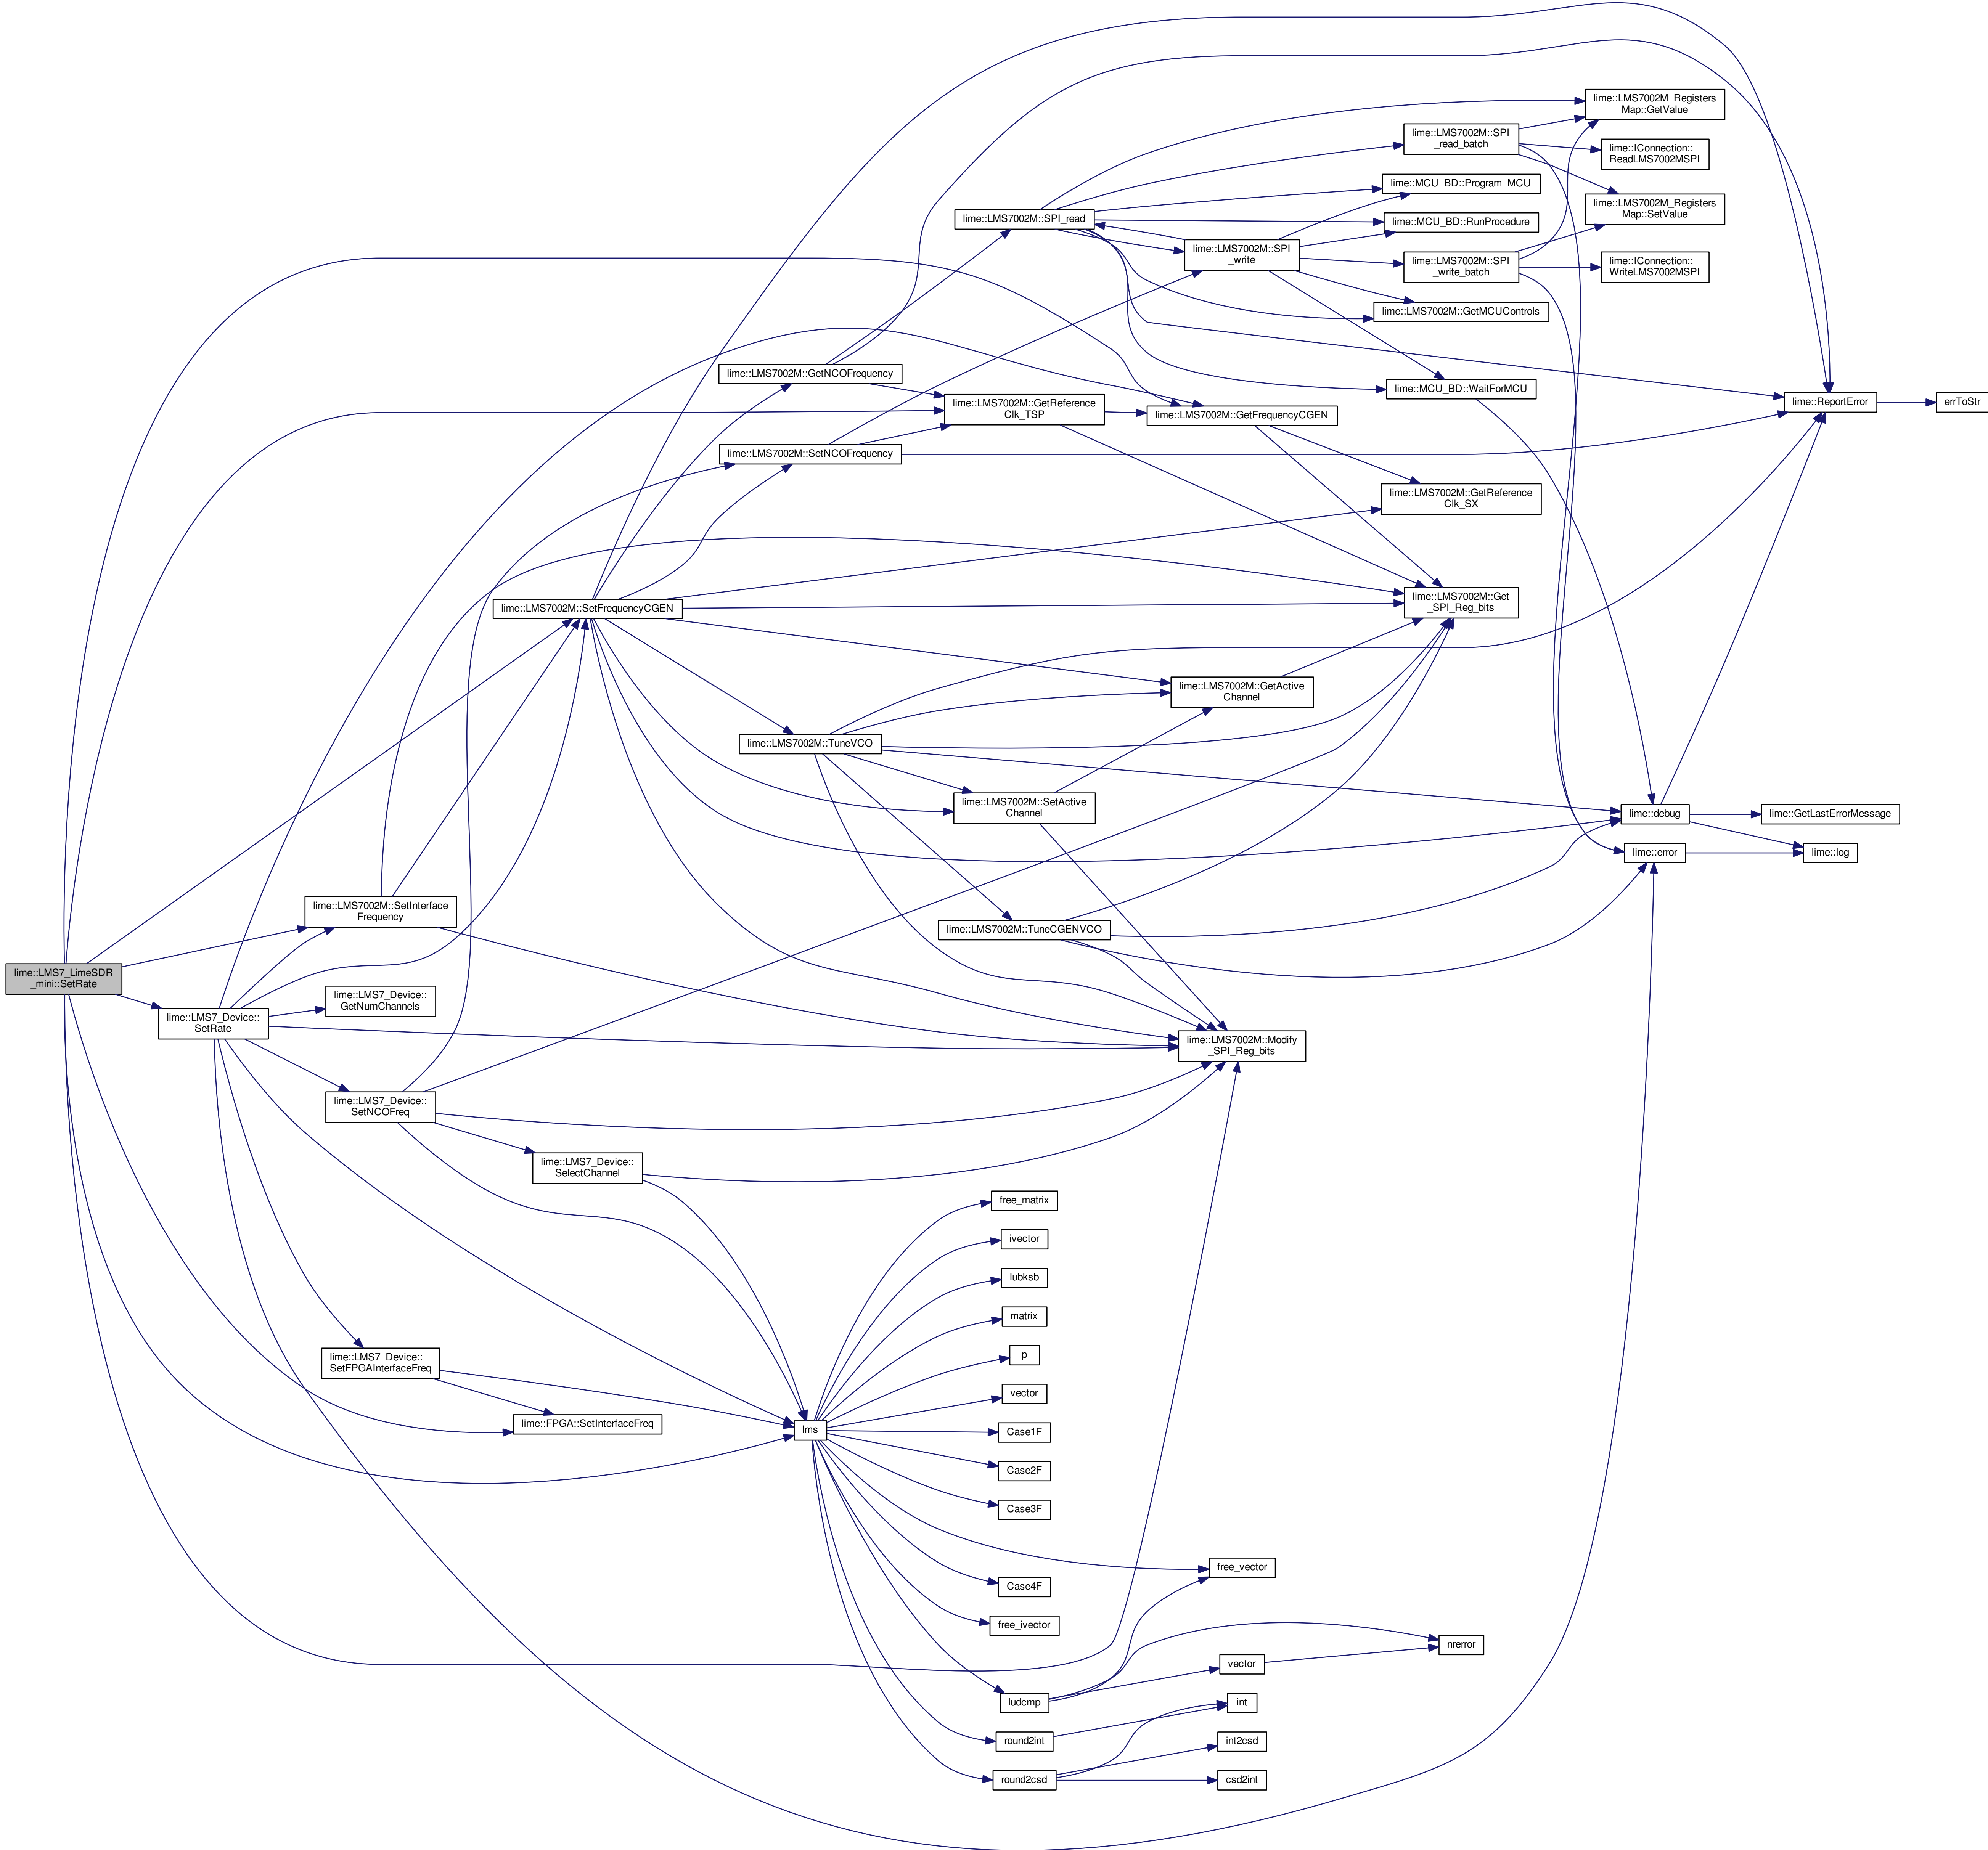 lime::LMS7002M_Registers
Map::GetValue
lime::LMS7002M::SPI
_read_batch
lime::IConnection::
ReadLMS7002MSPI
lime::MCU_BD::Program_MCU
lime::LMS7002M_Registers
Map::SetValue
lime::LMS7002M::SPI_read
lime::MCU_BD::RunProcedure
lime::LMS7002M::SPI
_write
lime::LMS7002M::SPI
_write_batch
lime::IConnection::
WriteLMS7002MSPI
lime::LMS7002M::GetMCUControls
lime::LMS7002M::GetNCOFrequency
lime::MCU_BD::WaitForMCU
lime::LMS7002M::GetReference
Clk_TSP
lime::LMS7002M::GetFrequencyCGEN
lime::ReportError
errToStr
lime::LMS7002M::SetNCOFrequency
lime::LMS7002M::GetReference
Clk_SX
lime::LMS7002M::SetFrequencyCGEN
lime::LMS7002M::Get
_SPI_Reg_bits
lime::LMS7002M::GetActive
Channel
lime::LMS7002M::TuneVCO
lime::LMS7002M::SetActive
Channel
lime::debug
lime::GetLastErrorMessage
lime::error
lime::log
lime::LMS7002M::SetInterface
Frequency
lime::LMS7002M::TuneCGENVCO
lime::LMS7_LimeSDR
_mini::SetRate
lime::LMS7_Device::
GetNumChannels
lime::LMS7_Device::
SetRate
lime::LMS7002M::Modify
_SPI_Reg_bits
lime::LMS7_Device::
SetNCOFreq
lime::LMS7_Device::
SelectChannel
free_matrix
ivector
lubksb
matrix
p
lime::LMS7_Device::
SetFPGAInterfaceFreq
vector
lime::FPGA::SetInterfaceFreq
lms
Case1F
Case2F
Case3F
free_vector
Case4F
free_ivector
nrerror
vector
ludcmp
int
round2int
int2csd
round2csd
csd2int